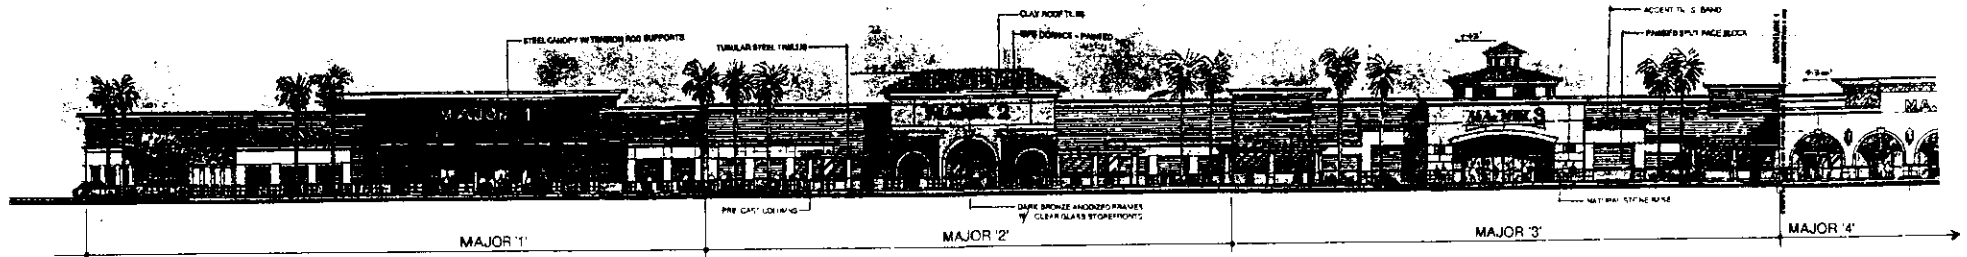 CLAY ROOF TILES
ACCENT TILES BAND
STEEL CANOPY W/ TENSION ROD SUPPORTS
TUBULAR STEEL TRELLIS
CORNICE - PAINTED
PAINTED SPLIT FACE BLOCK
MAJOR 1
MAJOR 2
MAJOR 3
MA
PRE-CAST COLUMNS
DARK BRONZE ANODIZED FRAMES
W/ CLEAR GLASS STOREFRONTS
NATURAL STONE BASE
MAJOR '1'
MAJOR '2'
MAJOR '3'
MAJOR '4'